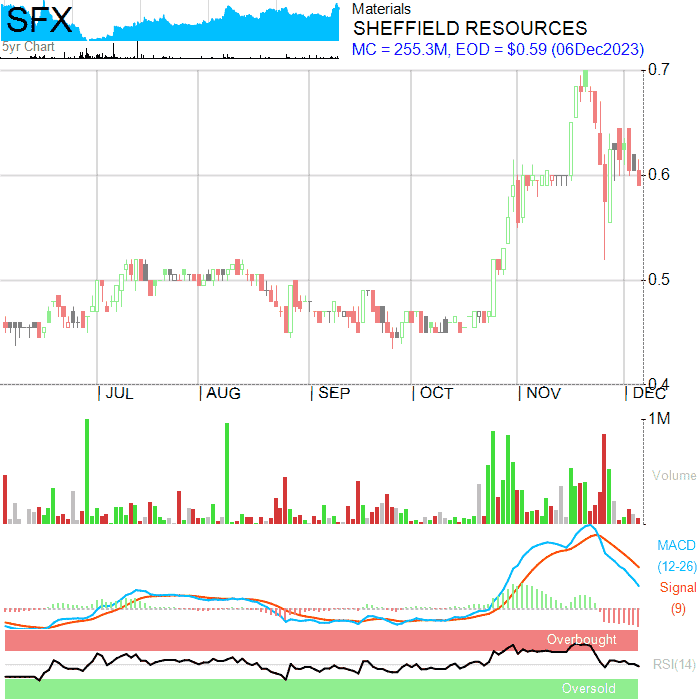 SFX
5yr Chart
Materials
SHEFFIELD RESOURCES
MC = 255.3M, EOD = $0.59 (06Dec2023)
0.7
0.6
0.5
0.4
JUL
AUG
SEP
OCT
NOV
DEC
1M
Volume
MACD
(12-26)
Signal
(9)
Overbought
RSI(14)
Oversold